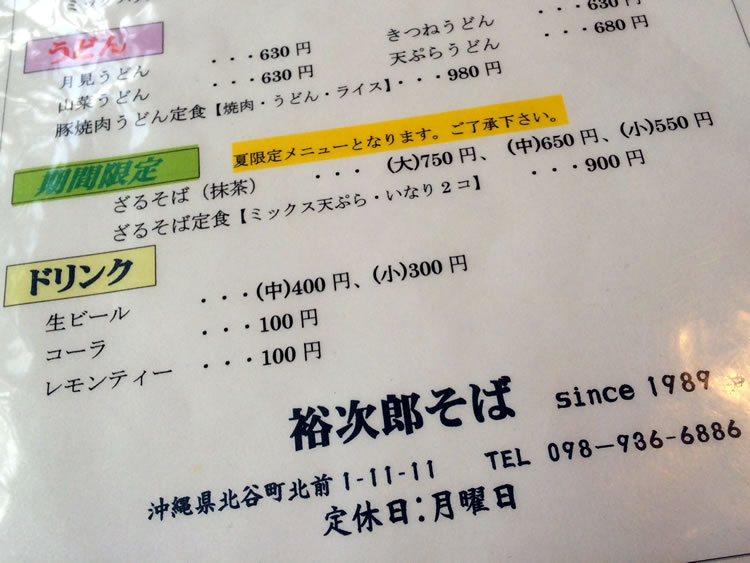 ミックス
うどん
月見うどん ・・・630円 きつねうどん ・・・630円
山菜うどん ・・・630円 天ぷらうどん ・・・680円
豚焼肉うどん定食【焼肉・うどん・ライス】・・・980円
期間限定 夏限定メニューとなります。ご了承下さい。
ざるそば（抹茶） ・・・ (大)750円、(中)650円、(小)550円
ざるそば定食【ミックス天ぷら・いなり2コ】 ・・・900円
ドリンク
生ビール ・・・(中)400円、(小)300円
コーラ ・・・100円
レモンティー ・・・100円
裕次郎そば since 1989
沖縄県北谷町北前1-11-11 TEL 098-936-6886
定休日:月曜日